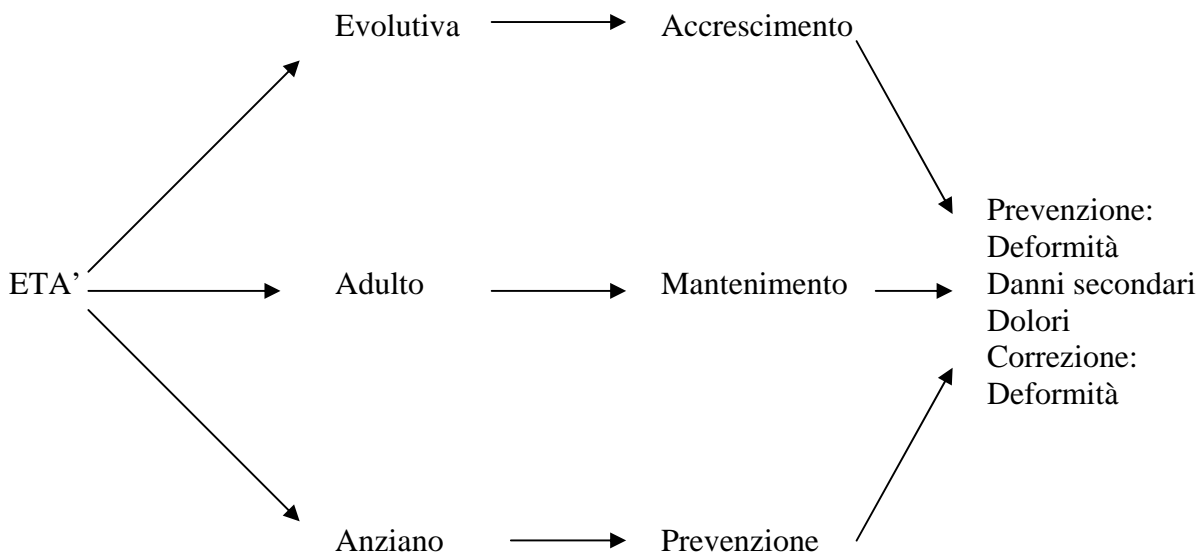 Evolutiva
Accrescimento
ETA’
Adulto
Mantenimento
Prevenzione:
Deformità
Danni secondari
Dolori
Correzione:
Deformità
Anziano
Prevenzione